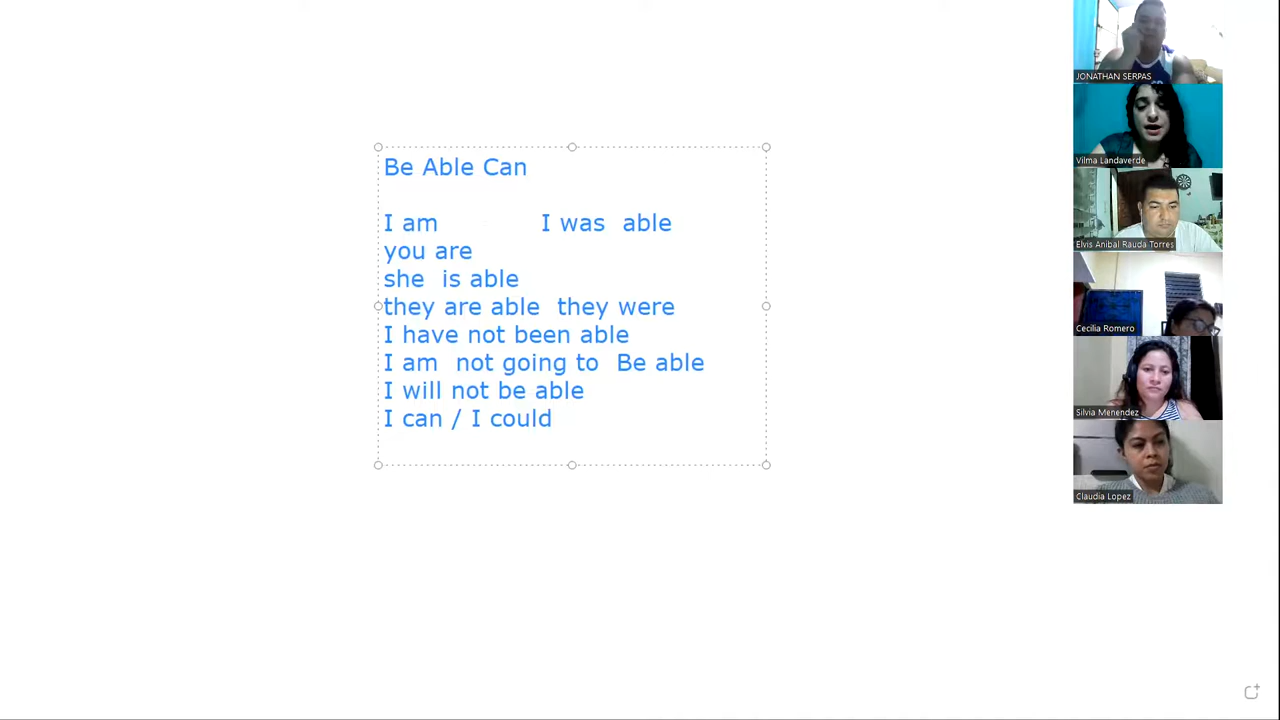 Be Able Can
I am I was able
you are
she is able
they are able they were
I have not been able
I am not going to Be able
I will not be able
I can / I could
JONATHAN SERPAS
Vilma Landaverde
Elvis Anibal Rauda Torres
Cecilia Romero
Silvia Menendez
Claudia Lopez